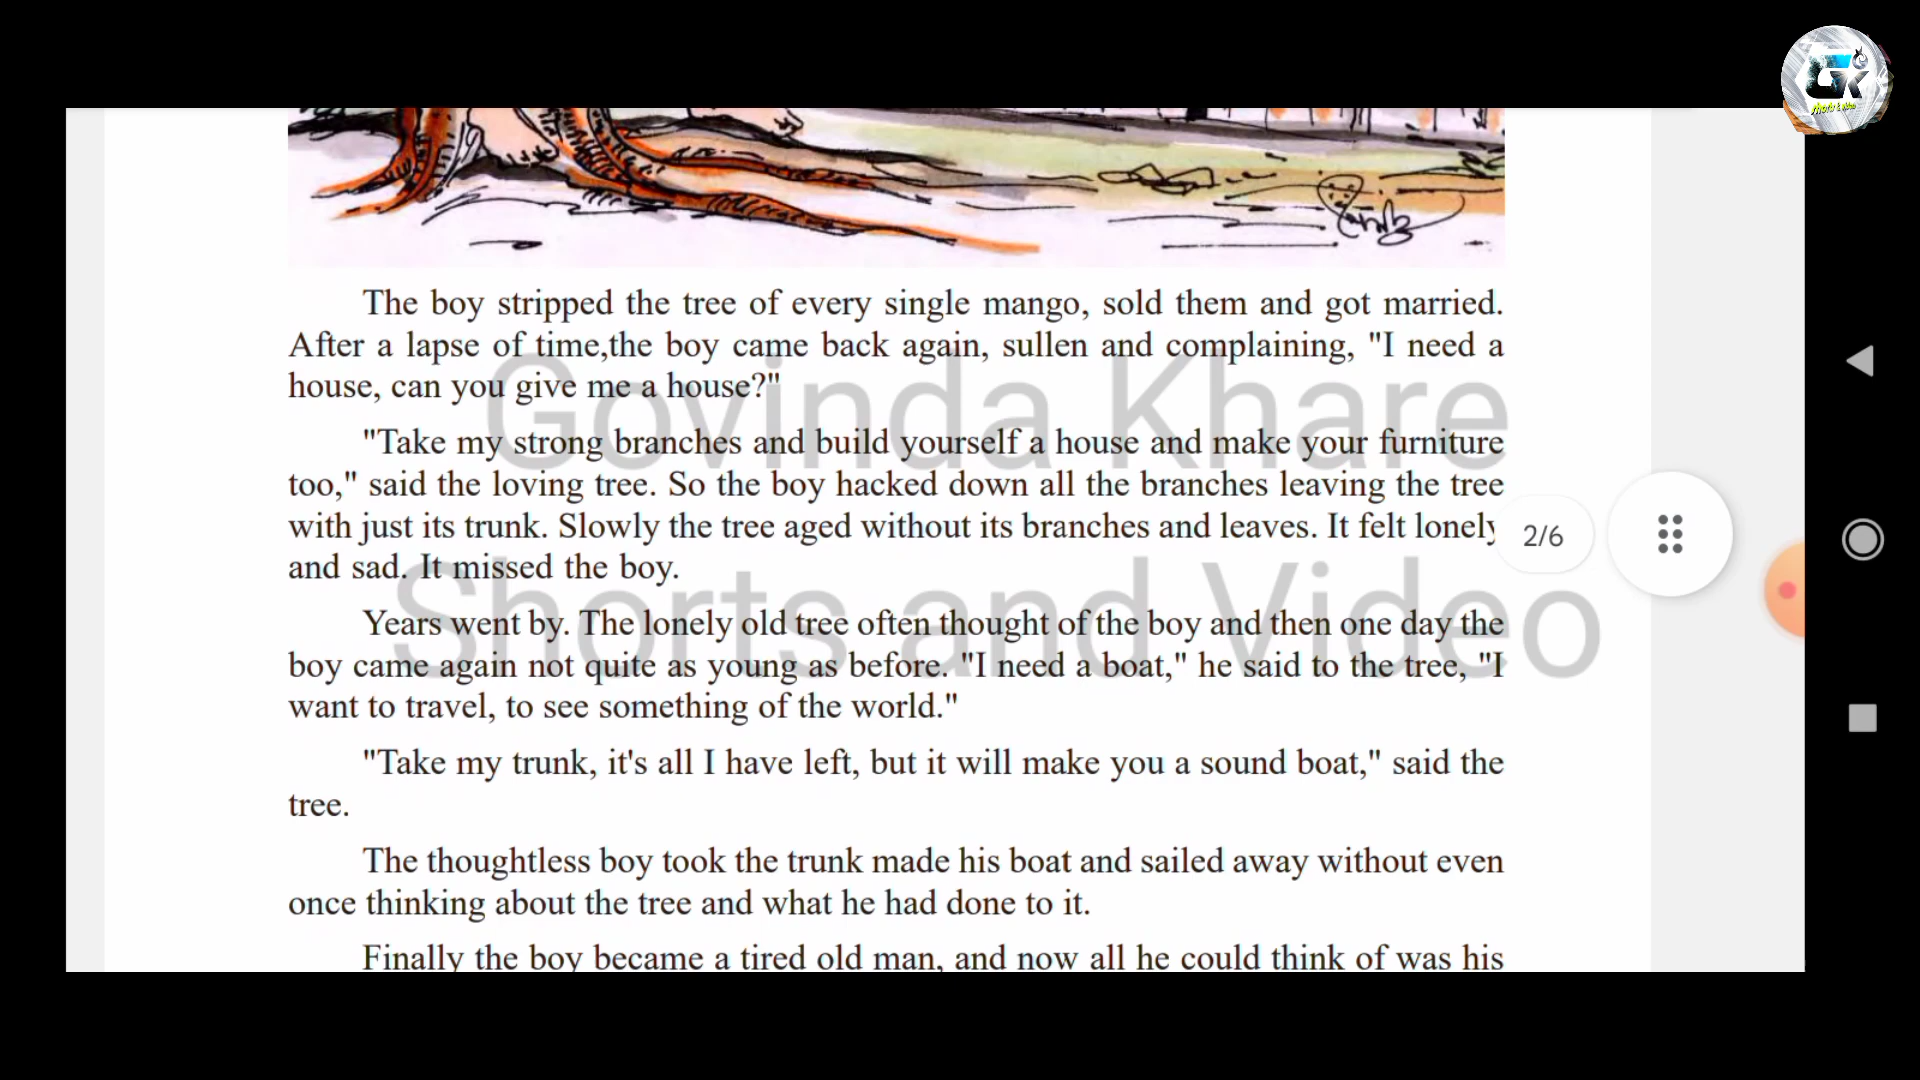 The boy stripped the tree of every single mango, sold them and got married.
After a lapse of time,the boy came back again, sullen and complaining, "I need a
house, can you give me a house?"
"Take my strong branches and build yourself a house and make your furniture
too," said the loving tree. So the boy hacked down all the branches leaving the tree
with just its trunk. Slowly the tree aged without its branches and leaves. It felt lonely
and sad. It missed the boy.
Years went by. The lonely old tree often thought of the boy and then one day the
boy came again not quite as young as before. "I need a boat," he said to the tree, "I
want to travel, to see something of the world."
"Take my trunk, it's all I have left, but it will make you a sound boat," said the
tree.
The thoughtless boy took the trunk made his boat and sailed away without even
once thinking about the tree and what he had done to it.
Finally the boy became a tired old man, and now all he could think of was his
Govinda Khare
Shorts and Video
2/6